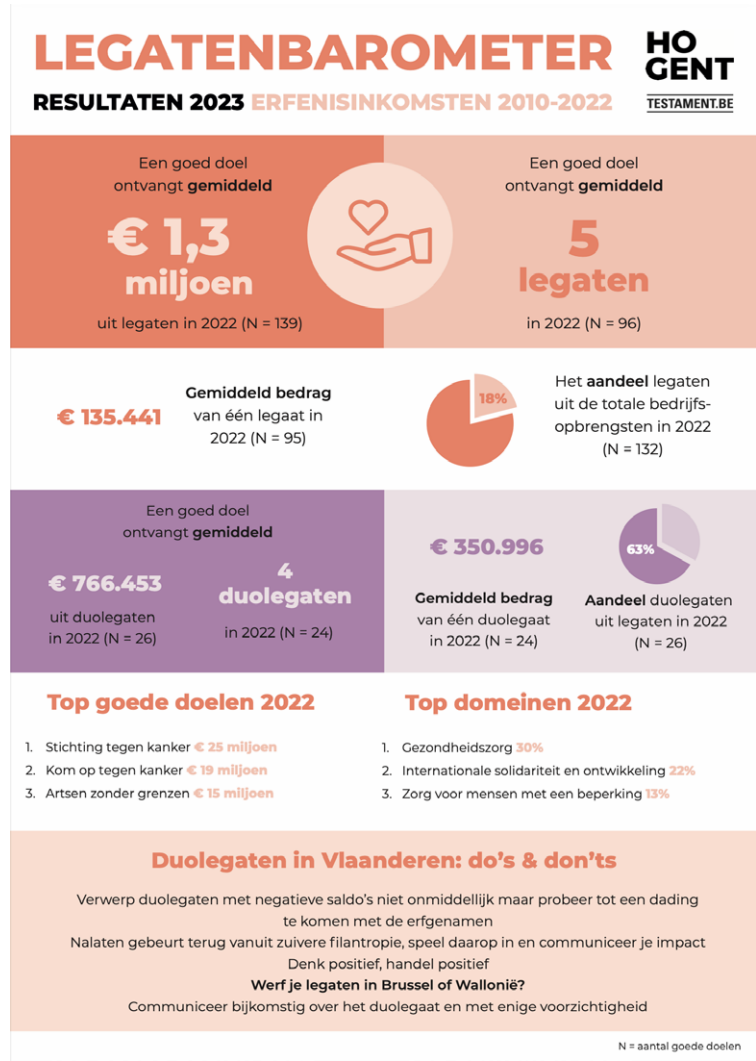 LEGATENBAROMETER
HO
GENT
RESULTATEN 2023 ERFENISINKOMSTEN 2010-2022
TESTAMENT.BE
Een goed doel
ontvangt gemiddeld
€ 1,3
miljoen
uit legaten in 2022 (N = 139)
Een goed doel
ontvangt gemiddeld
5
legaten
in 2022 (N = 96)
€ 135.441
Gemiddeld bedrag
van één legaat in
2022 (N = 95)
18%
Het aandeel legaten
uit de totale bedrijfs-
opbrengsten in 2022
(N = 132)
Een goed doel
ontvangt gemiddeld
€ 766.453
uit duolegaten
in 2022 (N = 26)
4
duolegaten
in 2022 (N = 24)
€ 350.996
Gemiddeld bedrag
van één duolegaat
in 2022 (N = 24)
63%
Aandeel duolegaten
uit legaten in 2022
(N = 26)
Top goede doelen 2022
1. Stichting tegen kanker € 25 miljoen
2. Kom op tegen kanker € 19 miljoen
3. Artsen zonder grenzen € 15 miljoen
Top domeinen 2022
1. Gezondheidszorg 30%
2. Internationale solidariteit en ontwikkeling 22%
3. Zorg voor mensen met een beperking 13%
Duolegaten in Vlaanderen: do's & don'ts
Verwerp duolegaten met negatieve saldo's niet onmiddellijk maar probeer tot een dading
te komen met de erfgenamen
Nalaten gebeurt terug vanuit zuivere filantropie, speel daarop in en communiceer je impact
Denk positief, handel positief
Werf je legaten in Brussel of Wallonië?
Communiceer bijkomstig over het duolegaat en met enige voorzichtigheid
N = aantal goede doelen